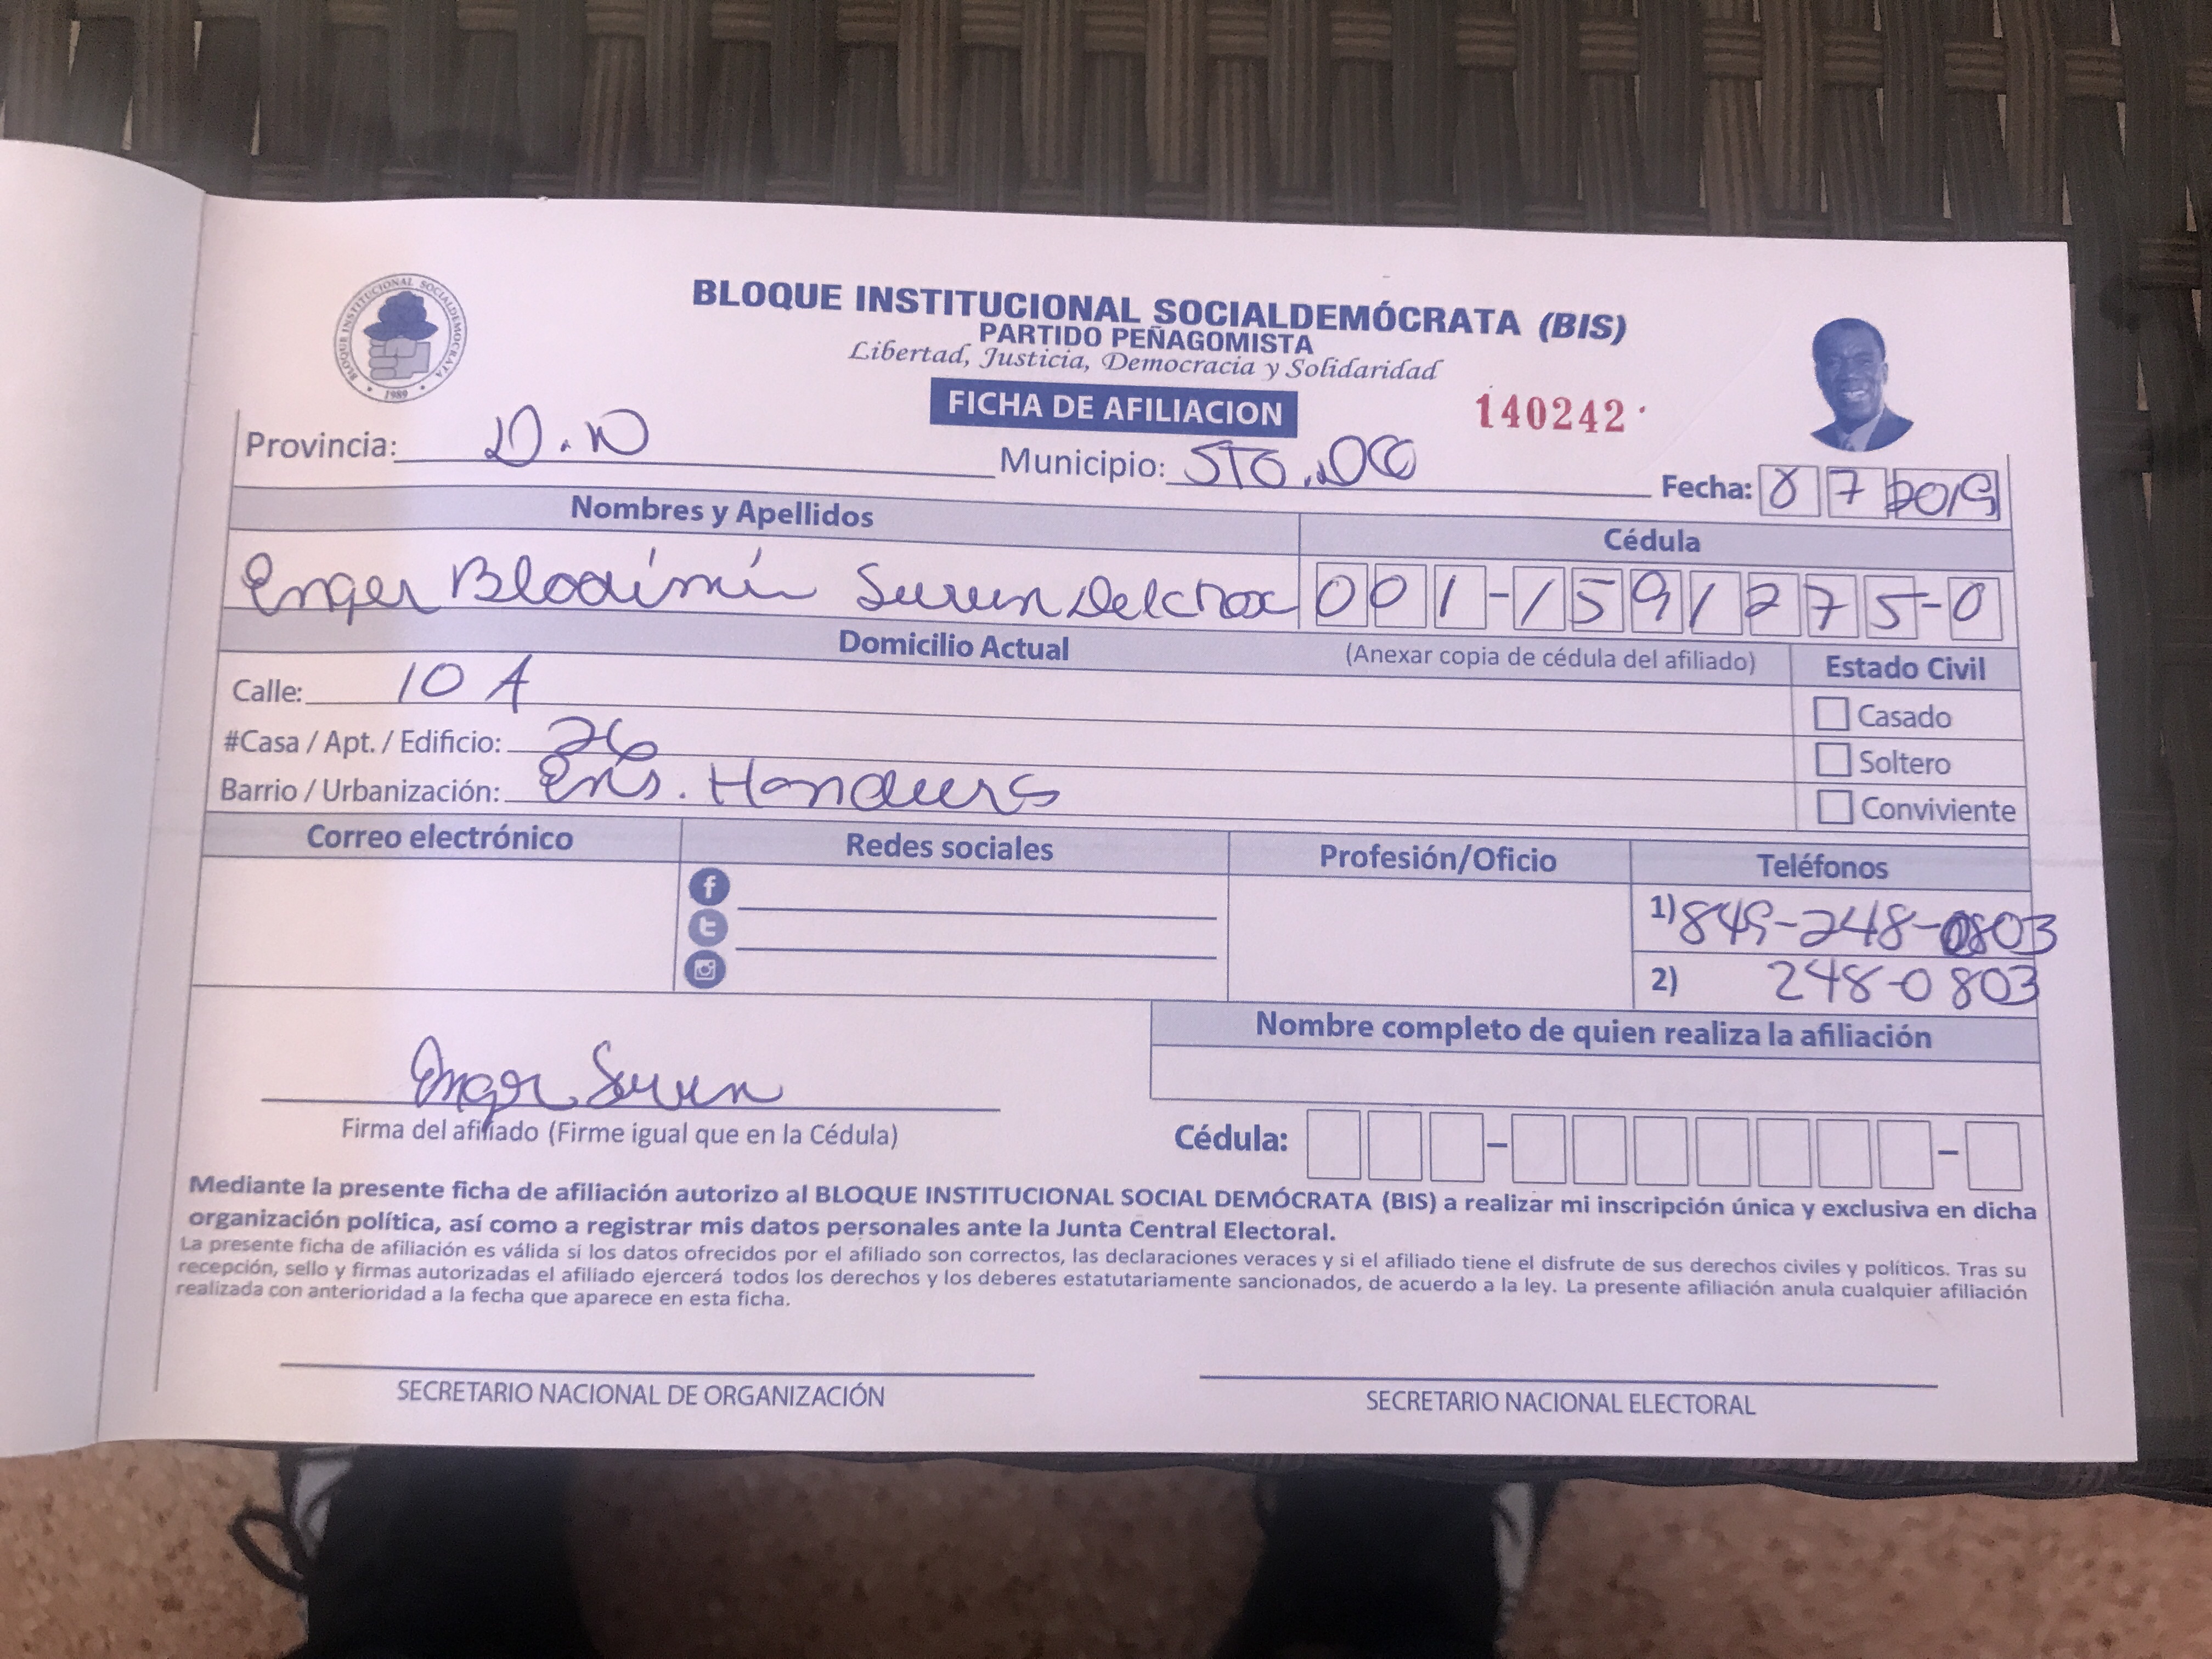 BLOQUE INSTITUCIONAL SOCIALDEMÓCRATA
1989
BLOQUE INSTITUCIONAL SOCIALDEMÓCRATA (BIS)
PARTIDO PEÑAGOMISTA
Libertad, Justicia, Democracia y Solidaridad
FICHA DE AFILIACION
140242
Provincia: D.N
Municipio: STO.DGO
Fecha: 8 7 2019
Nombres y Apellidos
Cédula
Enger Bladimir
001-1591275-0
Domicilio Actual
(Anexar copia de cédula del afiliado)
Estado Civil
Calle: 10 A
Casado
#Casa / Apt. / Edificio: 26
Soltero
Barrio / Urbanización: Ens. Honduras
Conviviente
Correo electrónico
Redes sociales
Profesión/Oficio
Teléfonos
1) 849-248-0803
2) 248-0803
Nombre completo de quien realiza la afiliación
Enger
Firma del afiliado (Firme igual que en la Cédula)
Cédula:
Mediante la presente ficha de afiliación autorizo al BLOQUE INSTITUCIONAL SOCIAL DEMÓCRATA (BIS) a realizar mi inscripción única y exclusiva en dicha
organización política, así como a registrar mis datos personales ante la Junta Central Electoral.
La presente ficha de afiliación es válida si los datos ofrecidos por el afiliado son correctos, las declaraciones veraces y si el afiliado tiene el disfrute de sus derechos civiles y políticos. Tras su
recepción, sello y firmas autorizadas el afiliado ejercerá todos los derechos y los deberes estatutariamente sancionados, de acuerdo a la ley. La presente afiliación anula cualquier afiliación
realizada con anterioridad a la fecha que aparece en esta ficha.
SECRETARIO NACIONAL DE ORGANIZACIÓN
SECRETARIO NACIONAL ELECTORAL